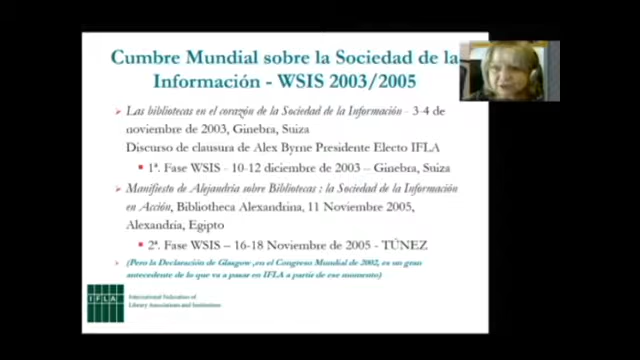 Cumbre Mundial sobre la Sociedad de la
Información - WSIS 2003/2005
Las bibliotecas en el corazón de la Sociedad de la Información - 3-4 de
noviembre de 2003, Ginebra, Suiza
Discurso de clausura de Alex Byrne Presidente Electo IFLA
1ª. Fase WSIS - 10-12 diciembre de 2003 – Ginebra, Suiza
Manifiesto de Alejandría sobre Bibliotecas : la Sociedad de la Información
en Acción, Bibliotheca Alexandrina, 11 Noviembre 2005,
Alexandría, Egipto
2ª. Fase WSIS – 16-18 Noviembre de 2005 - TÚNEZ
(Pero la Declaración de Glasgow ,en el Congreso Mundial de 2002, es un gran
antecedente de lo que va a pasar en IFLA a partir de ese momento)
IFLA
International Federation of
Library Associations and Institutions